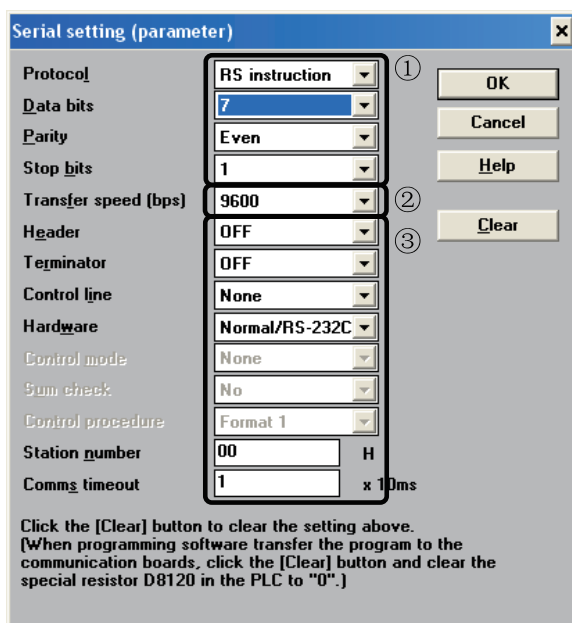 Serial setting (parameter)
Protocol RS instruction ① OK
Data bits 7
Parity Even Cancel
Stop bits 1 Help
Transfer speed (bps) 9600 ②
Header OFF ③ Clear
Terminator OFF
Control line None
Hardware Normal/RS-232C
Control mode None
Sum check No
Control procedure Format 1
Station number 00 H
Comms timeout 1 x 10ms
Click the [Clear] button to clear the setting above.
(When programming software transfer the program to the
communication boards, click the [Clear] button and clear the
special resistor D8120 in the PLC to "0".)